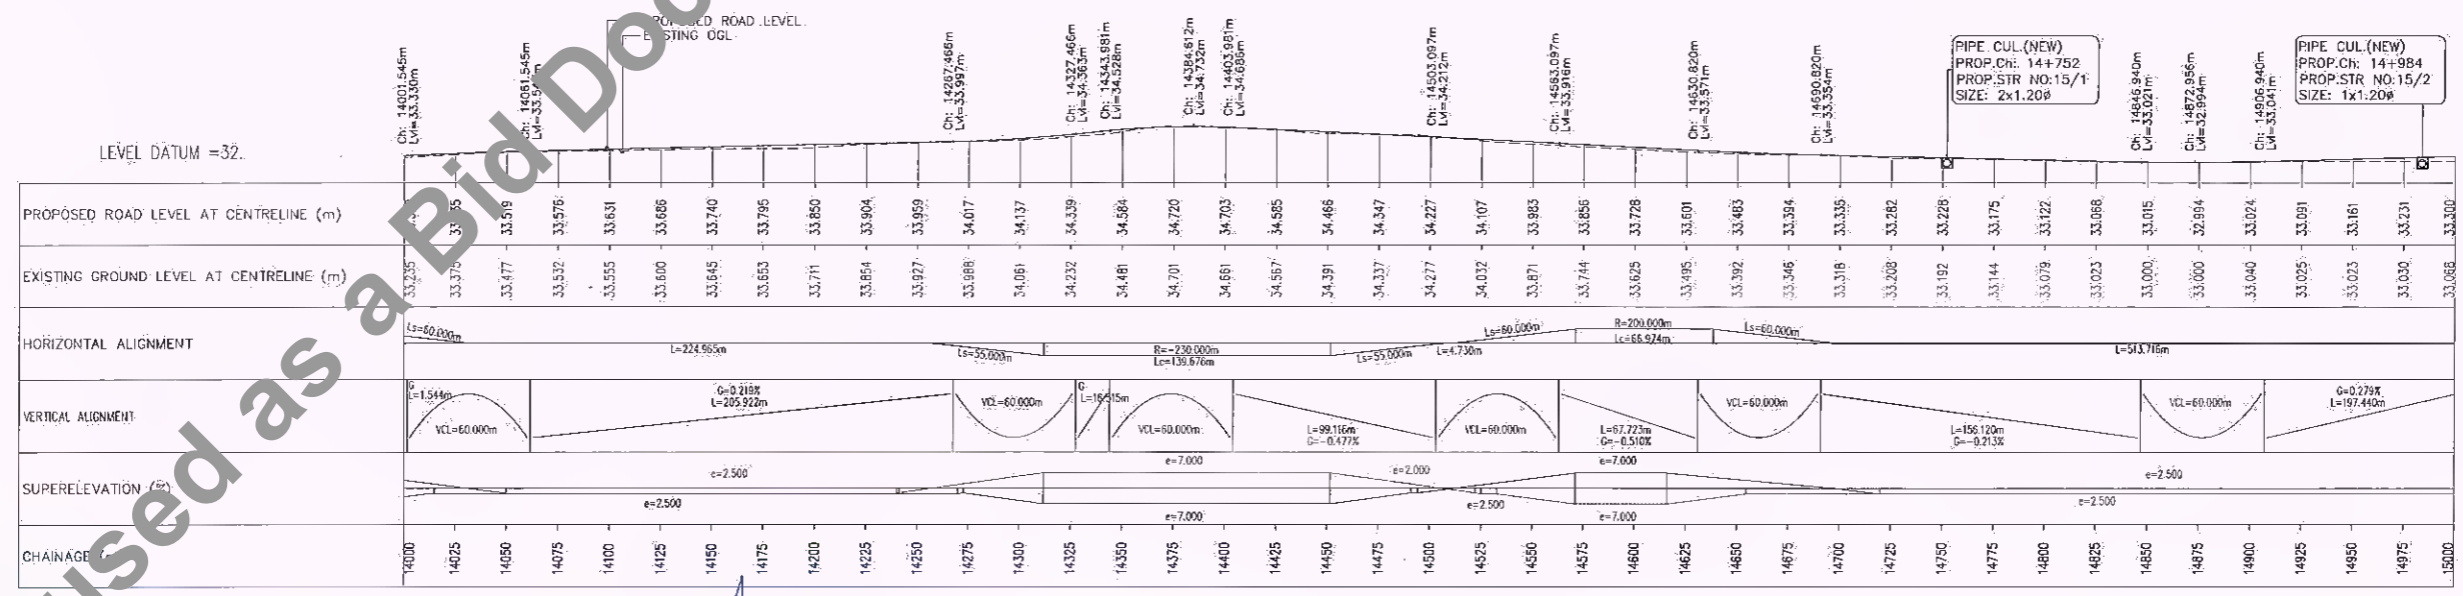 used as a Bid Doc
PROPOSED ROAD LEVEL
EXISTING OGL
Ch: 14001.545m
Lvl=33.330m
Ch: 14061.545m
Ch: 14267.466m
Lvl=33.997m
Ch: 14327.466m
Lvl=34.363m
Ch: 14343.981m
Lvl=34.528m
Ch: 14384.612m
Lvl=34.732m
Ch: 14403.981m
Lvl=34.686m
Ch: 14503.097m
Lvl=34.212m
Ch: 14563.097m
Lvl=33.916m
Ch: 14630.820m
Lvl=33.571m
Ch: 14690.820m
Lvl=33.354m
Ch: 14846.940m
Lvl=33.021m
Ch: 14872.956m
Lvl=32.994m
Ch: 14906.940m
Lvl=33.041m
PIPE CUL.(NEW)
PROP.Ch: 14+752
PROP.STR NO:15/1
SIZE: 2x1.20ø
PIPE CUL.(NEW)
PROP.Ch: 14+984
PROP.STR NO:15/2
SIZE: 1x1.20ø
LEVEL DATUM =32.
PROPOSED ROAD LEVEL AT CENTRELINE (m)
33.519 33.576 33.631 33.686 33.740 33.795 33.850 33.904 33.959 34.017 34.137 34.339 34.584 34.720 34.703 34.585 34.466 34.347 34.227 34.107 33.983 33.856 33.728 33.601 33.483 33.394 33.335 33.282 33.228 33.175 33.122 33.068 33.015 32.994 33.024 33.091 33.161 33.231 33.300
EXISTING GROUND LEVEL AT CENTRELINE (m)
33.235 33.375 33.477 33.532 33.555 33.600 33.645 33.653 33.711 33.854 33.927 33.988 34.061 34.232 34.481 34.701 34.661 34.567 34.391 34.337 34.277 34.032 33.871 33.744 33.625 33.495 33.392 33.346 33.318 33.208 33.192 33.144 33.079 33.023 33.000 33.000 33.040 33.025 33.023 33.030 33.068
HORIZONTAL ALIGNMENT
Ls=60.000m
L=224.965m
Ls=55.000m
R=-230.000m
Lc=139.676m
Ls=55.000m
L=4.730m
Ls=60.000m
R=200.000m
Lc=66.974m
Ls=60.000m
L=513.716m
VERTICAL ALIGNMENT
G
L=1.544m
VCL=60.000m
G=0.219%
L=205.922m
VCL=60.000m
G
L=16.515m
VCL=60.000m
L=99.116m
G=-0.477%
VCL=60.000m
L=67.723m
G=-0.510%
VCL=60.000m
L=156.120m
G=-0.213%
VCL=60.000m
G=0.279%
L=197.440m
SUPERELEVATION (%)
e=2.500
e=2.500
e=7.000
e=7.000
e=2.000
e=2.500
e=7.000
e=7.000
e=2.500
e=2.500
CHAINAGE
14000 14025 14050 14075 14100 14125 14150 14175 14200 14225 14250 14275 14300 14325 14350 14375 14400 14425 14450 14475 14500 14525 14550 14575 14600 14625 14650 14675 14700 14725 14750 14775 14800 14825 14850 14875 14900 14925 14950 14975 15000